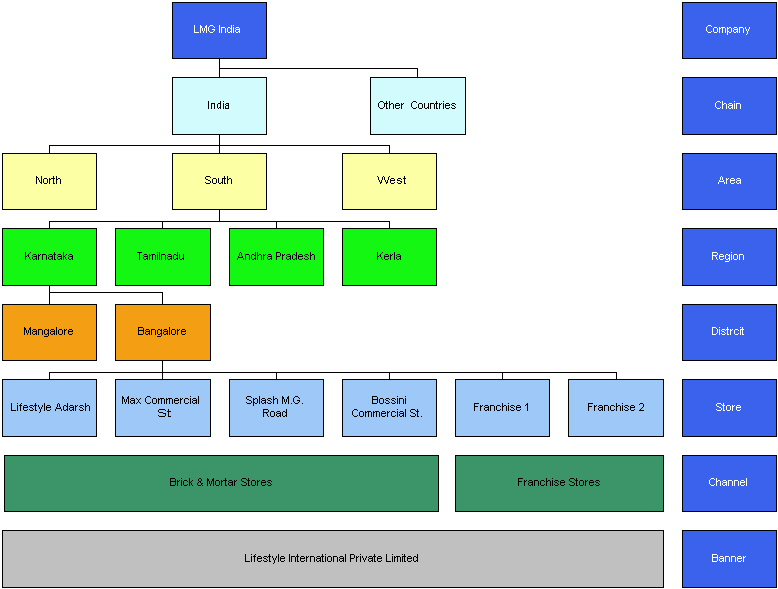 LMG India
Company
India
Other Countries
Chain
North
South
West
Area
Karnataka
Tamilnadu
Andhra Pradesh
Kerla
Region
Mangalore
Bangalore
Distrcit
Lifestyle Adarsh
Max Commercial
St
Splash M.G.
Road
Bossini
Commercial St.
Franchise 1
Franchise 2
Store
Brick & Mortar Stores
Franchise Stores
Channel
Lifestyle International Private Limited
Banner